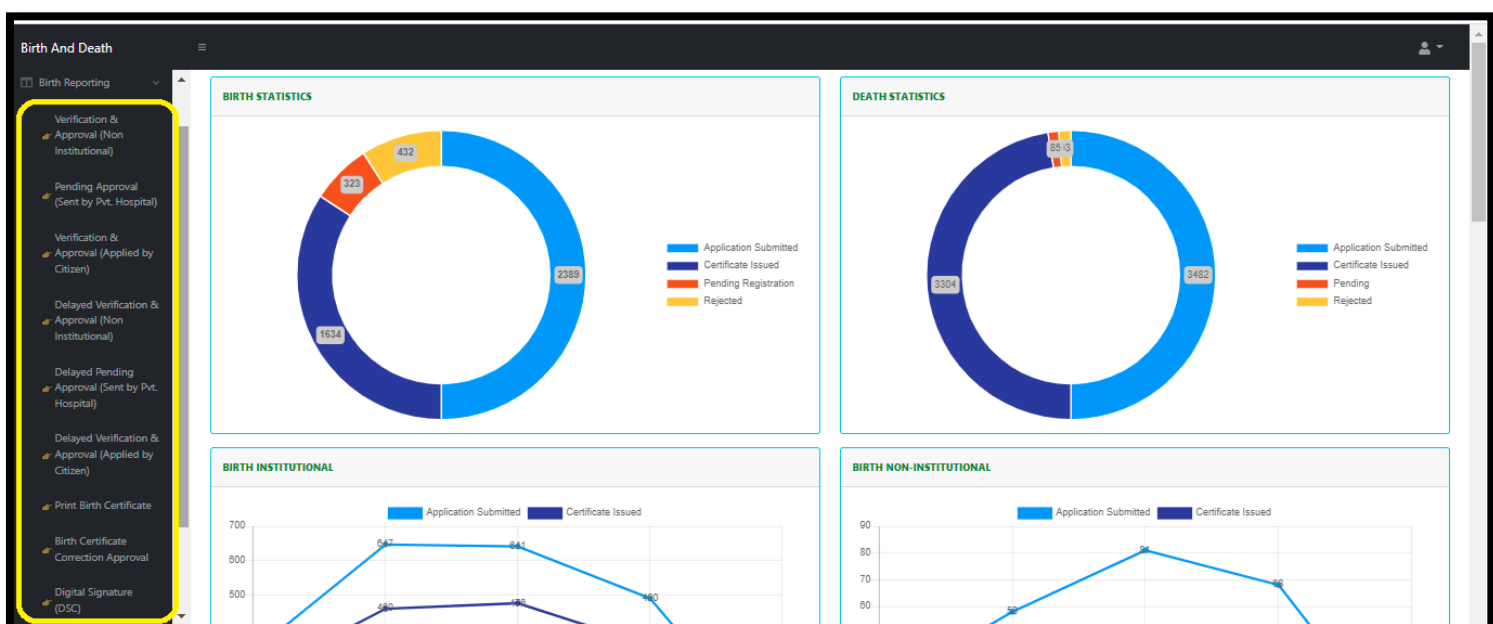 Birth And Death
Birth Reporting
Verification &
Approval (Non
Institutional)
Pending Approval
(Sent by Pvt. Hospital)
Verification &
Approval (Applied by
Citizen)
Delayed Verification &
Approval (Non
Institutional)
Delayed Pending
Approval (Sent by Pvt.
Hospital)
Delayed Verification &
Approval (Applied by
Citizen)
Print Birth Certificate
Birth Certificate
Correction Approval
Digital Signature
(DSC)
BIRTH STATISTICS
432
323
2389
1634
Application Submitted
Certificate Issued
Pending Registration
Rejected
DEATH STATISTICS
85
3482
3304
Application Submitted
Certificate Issued
Pending
Rejected
BIRTH INSTITUTIONAL
Application Submitted Certificate Issued
700
600
500
647
641
BIRTH NON-INSTITUTIONAL
Application Submitted Certificate Issued
90
80
70
60
81
68